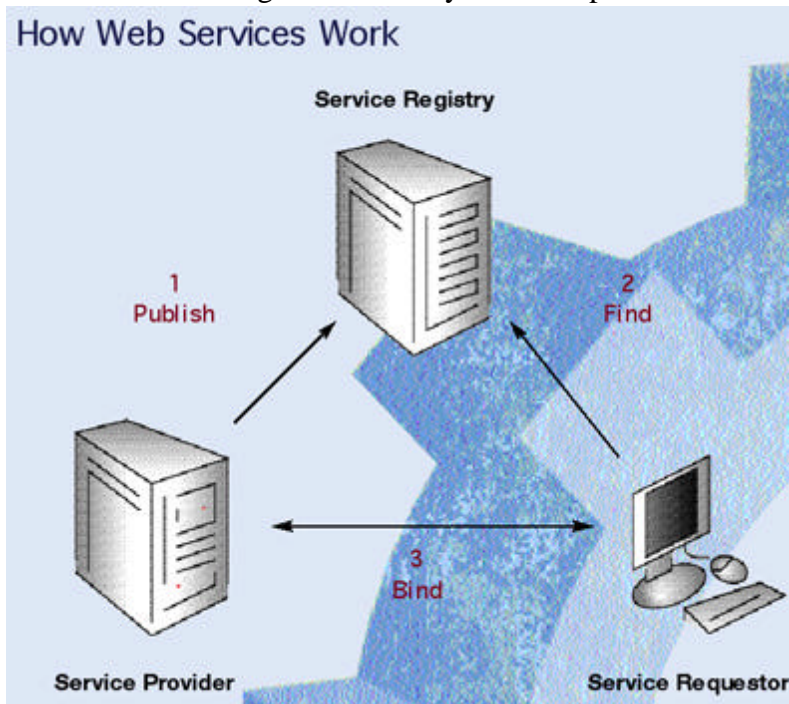 How Web Services Work
Service Registry
1
Publish
2
Find
3
Bind
Service Provider
Service Requestor